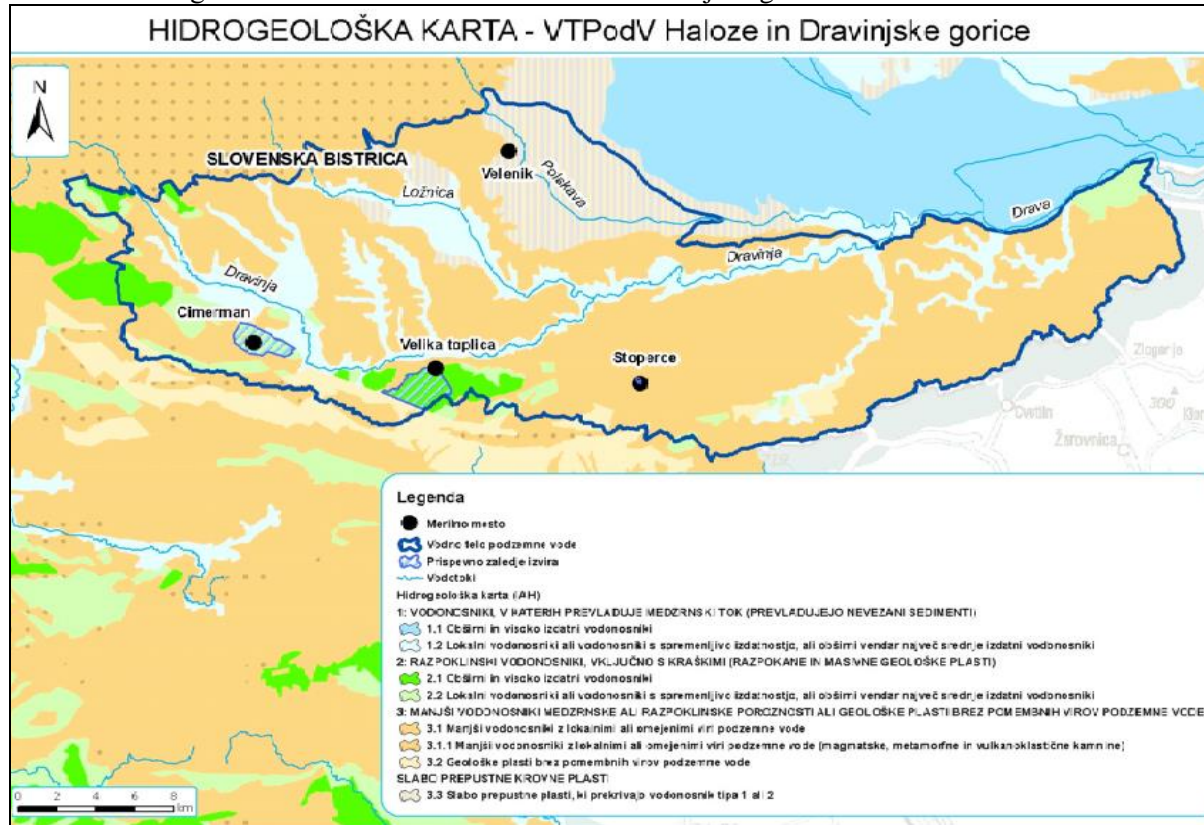 HIDROGEOLOŠKA KARTA - VTPodV Haloze in Dravinjske gorice
N
SLOVENSKA BISTRICA
Velenik
Polskava
Ložnica
Drava
Dravinja
Dravinja
Cimerman
Velika toplica
Stoperce
Zlogonje
Cvetlin
300
Žarovnica
719
Legenda
Merilno mesto
Vodno telo podzemne vode
Prispevno zaledje izvira
Vodotoki
Hidrogeološka karta (IAH)
1: VODONOSNIKI, V KATERIH PREVLADUJE MEDZRNSKI TOK (PREVLADUJEJO NEVEZANI SEDIMENTI)
1.1 Obširni in visoko izdatni vodonosniki
1.2 Lokalni vodonosniki ali vodonosniki s spremenljivo izdatnostjo, ali obširni vendar največ srednje izdatni vodonosniki
2: RAZPOKLINSKI VODONOSNIKI, VKLJUČNO S KRAŠKIMI (RAZPOKANE IN MASIVNE GEOLOŠKE PLASTI)
2.1 Obširni in visoko izdatni vodonosniki
2.2 Lokalni vodonosniki ali vodonosniki s spremenljivo izdatnostjo, ali obširni vendar največ srednje izdatni vodonosniki
3: MANJŠI VODONOSNIKI MEDZRNSKE ALI RAZPOKLINSKE POROZNOSTI ALI GEOLOŠKE PLASTI BREZ POMEMBNIH VIROV PODZEMNE VODE
3.1 Manjši vodonosniki z lokalnimi ali omejenimi viri podzemne vode
3.1.1 Manjši vodonosniki z lokalnimi ali omejenimi viri podzemne vode (magmatske, metamorfne in vulkanoklastične kamnine)
3.2 Geološke plasti brez pomembnih virov podzemne vode
SLABO PREPUSTNE KROVNE PLASTI
3.3 Slabo prepustne plasti, ki prekrivajo vodonosnik tipa 1 ali 2
0 2 4 6 8
km